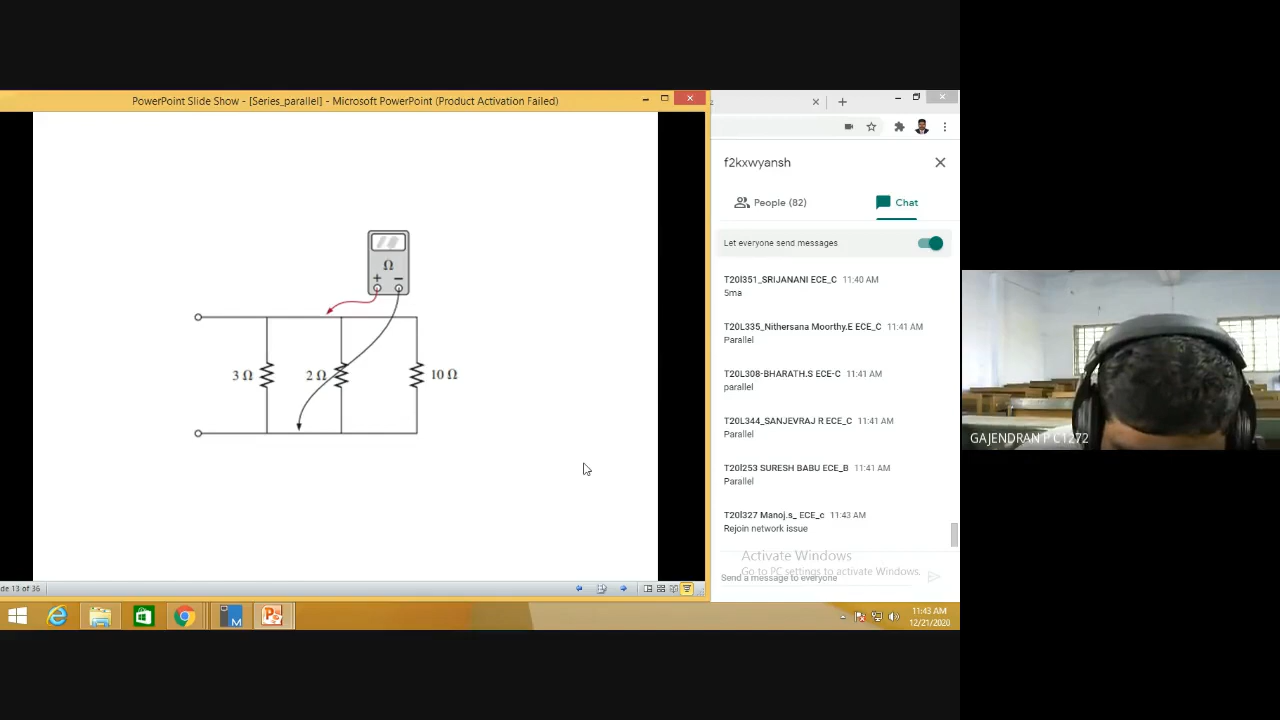 PowerPoint Slide Show - [Series_parallel] - Microsoft PowerPoint (Product Activation Failed)
Ω
+ −
3 Ω
2 Ω
10 Ω
de 13 of 36
f2kxwyansh
People (82)
Chat
Let everyone send messages
T20l351_SRIJANANI ECE_C 11:40 AM
5ma
T20L335_Nithersana Moorthy.E ECE_C 11:41 AM
Parallel
T20L308-BHARATH.S ECE-C 11:41 AM
parallel
T20L344_SANJEVRAJ R ECE_C 11:41 AM
Parallel
T20l253 SURESH BABU ECE_B 11:41 AM
Parallel
T20l327 Manoj.s_ ECE_c 11:43 AM
Rejoin network issue
Activate Windows
Go to PC settings to activate Windows.
Send a message to everyone
11:43 AM
12/21/2020
GAJENDRAN P C1272